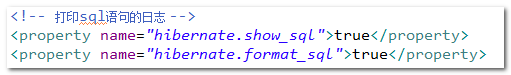 <!-- 打印sql语句的日志 -->
<property name="hibernate.show_sql">true</property>
<property name="hibernate.format_sql">true</property>